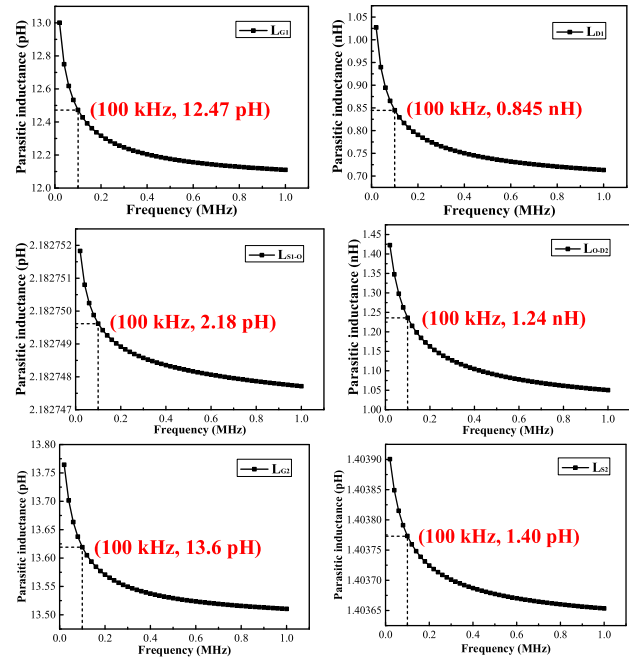 Parasitic inductance (pH)
13.0
12.8
12.6
12.4
12.2
12.0
0.0 0.2 0.4 0.6 0.8 1.0
Frequency (MHz)
LG1
(100 kHz, 12.47 pH)
Parasitic inductance (nH)
1.05
1.00
0.95
0.90
0.85
0.80
0.75
0.70
0.0 0.2 0.4 0.6 0.8 1.0
Frequency (MHz)
LD1
(100 kHz, 0.845 nH)
Parasitic inductance (pH)
2.182752
2.182751
2.182750
2.182749
2.182748
2.182747
0.0 0.2 0.4 0.6 0.8 1.0
Frequency (MHz)
LS1-O
(100 kHz, 2.18 pH)
Parasitic inductance (nH)
1.45
1.40
1.35
1.30
1.25
1.20
1.15
1.10
1.05
1.00
0.0 0.2 0.4 0.6 0.8 1.0
Frequency (MHz)
LO-D2
(100 kHz, 1.24 nH)
Parasitic inductance (pH)
13.80
13.75
13.70
13.65
13.60
13.55
13.50
0.0 0.2 0.4 0.6 0.8 1.0
Frequency (MHz)
LG2
(100 kHz, 13.6 pH)
Parasitic inductance (pH)
1.40390
1.40385
1.40380
1.40375
1.40370
1.40365
0.0 0.2 0.4 0.6 0.8 1.0
Frequency (MHz)
LS2
(100 kHz, 1.40 pH)